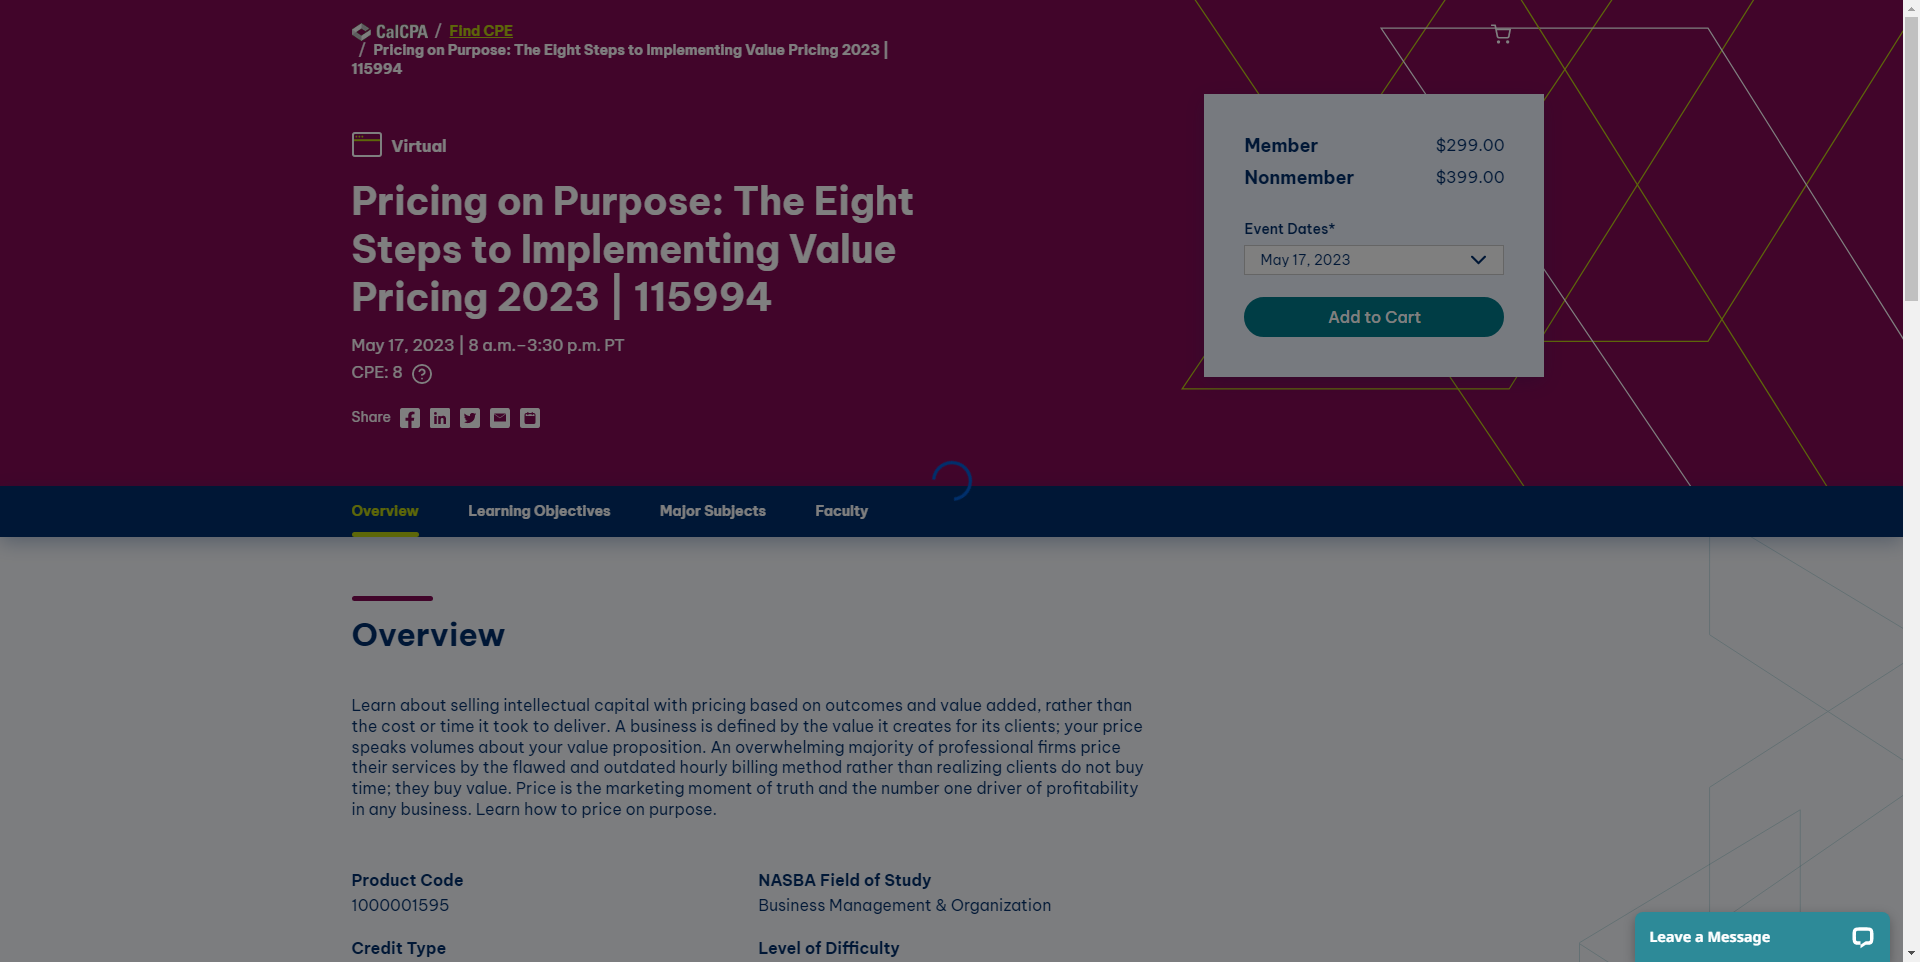 CalCPA / Find CPE
/ Pricing on Purpose: The Eight Steps to Implementing Value Pricing 2023 |
115994
Virtual
Pricing on Purpose: The Eight
Steps to Implementing Value
Pricing 2023 | 115994
May 17, 2023 | 8 a.m.–3:30 p.m. PT
CPE: 8 ?
Share
Member $299.00
Nonmember $399.00
Event Dates*
May 17, 2023
Add to Cart
Overview Learning Objectives Major Subjects Faculty
Overview
Learn about selling intellectual capital with pricing based on outcomes and value added, rather than
the cost or time it took to deliver. A business is defined by the value it creates for its clients; your price
speaks volumes about your value proposition. An overwhelming majority of professional firms price
their services by the flawed and outdated hourly billing method rather than realizing clients do not buy
time; they buy value. Price is the marketing moment of truth and the number one driver of profitability
in any business. Learn how to price on purpose.
Product Code
1000001595
NASBA Field of Study
Business Management & Organization
Credit Type
Level of Difficulty
Leave a Message